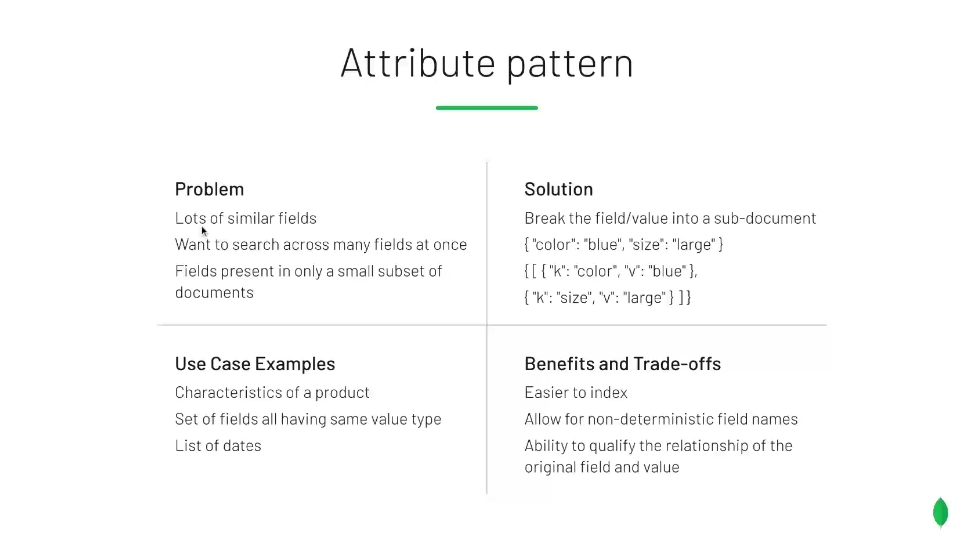 Attribute pattern
Problem
Lots of similar fields
Want to search across many fields at once
Fields present in only a small subset of
documents
Solution
Break the field/value into a sub-document
{ "color": "blue", "size": "large" }
{ [ { "k": "color", "v": "blue" },
{ "k": "size", "v": "large" } ] }
Use Case Examples
Characteristics of a product
Set of fields all having same value type
List of dates
Benefits and Trade-offs
Easier to index
Allow for non-deterministic field names
Ability to qualify the relationship of the
original field and value